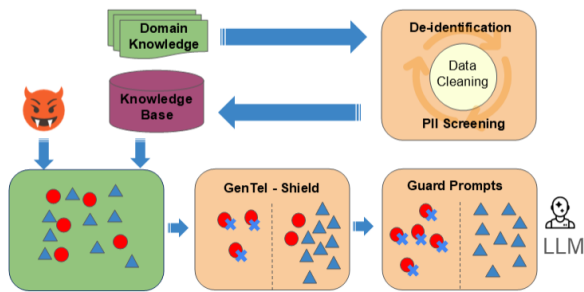 Domain
Knowledge
De-identification
Data
Cleaning
PII Screening
Knowledge
Base
GenTel - Shield
Guard Prompts
LLM